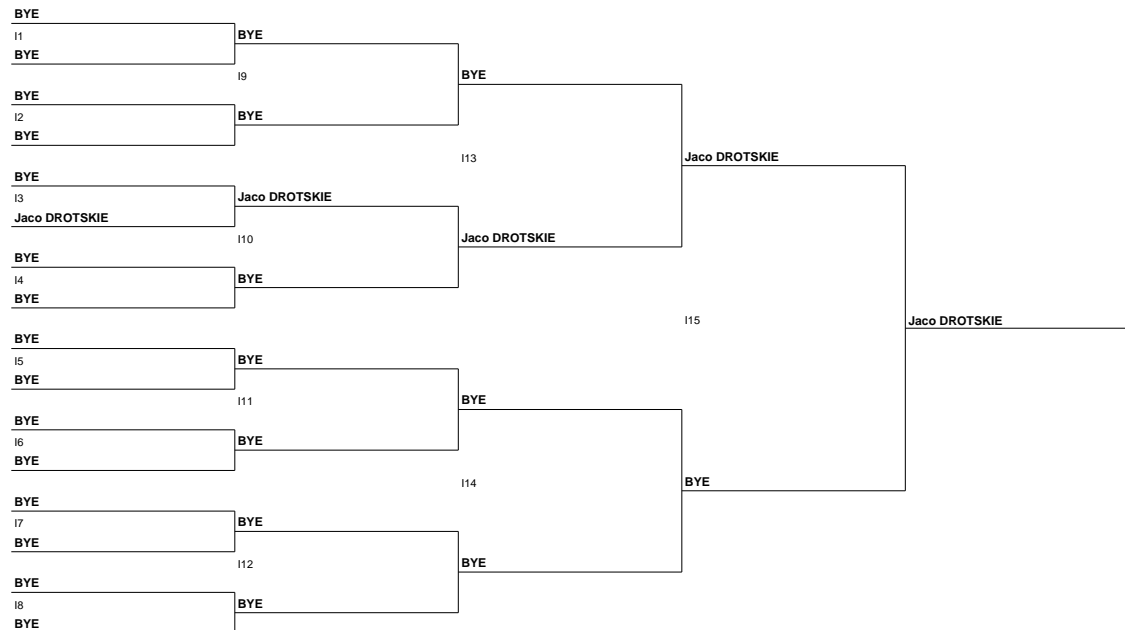 BYE
I1
BYE
BYE
I9
BYE
BYE
I2
BYE
BYE
I13
Jaco DROTSKIE
BYE
I3
Jaco DROTSKIE
Jaco DROTSKIE
I10
Jaco DROTSKIE
BYE
I4
BYE
BYE
I15
Jaco DROTSKIE
BYE
I5
BYE
BYE
I11
BYE
BYE
I6
BYE
BYE
I14
BYE
BYE
I7
BYE
BYE
I12
BYE
BYE
I8
BYE
BYE